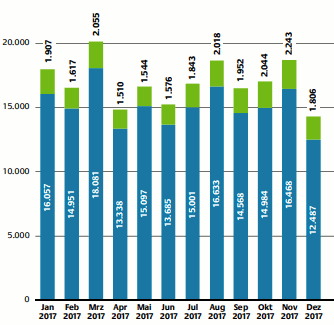 1.907 1.617 2.055 1.510 1.544 1.576 1.843 2.018 1.952 2.044 2.243 1.806
20.000
15.000
10.000
5.000
0
16.057 14.951 18.081 13.338 15.097 13.685 15.001 16.633 14.568 14.984 16.468 12.487
Jan Feb Mrz Apr Mai Jun Jul Aug Sep Okt Nov Dez
2017 2017 2017 2017 2017 2017 2017 2017 2017 2017 2017 2017